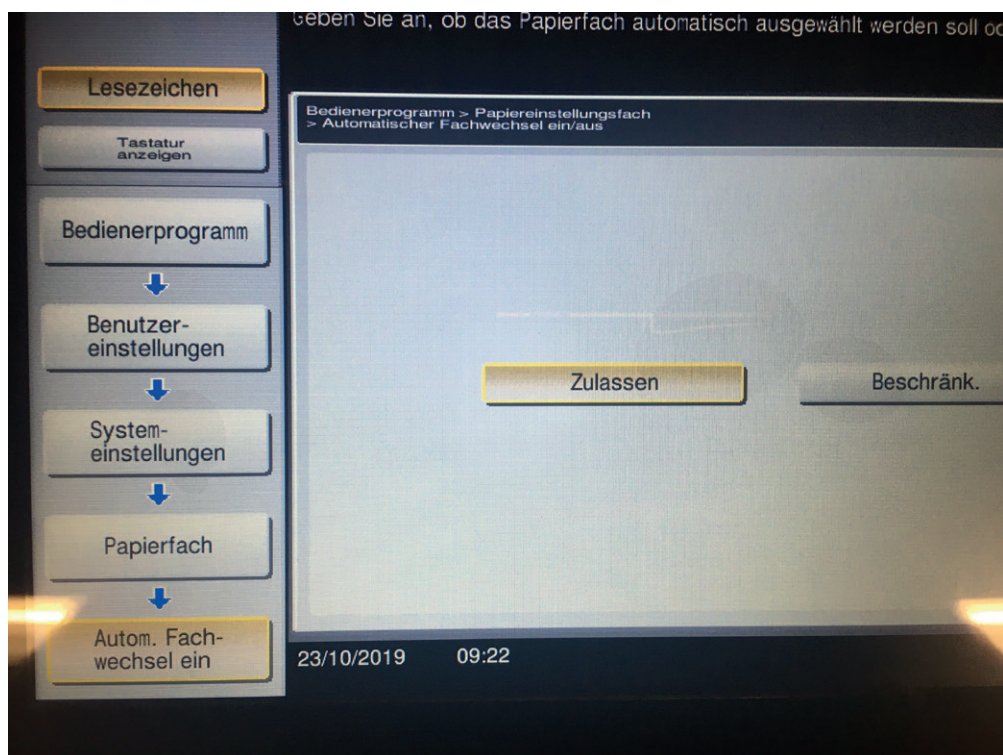 Geben Sie an, ob das Papierfach automatisch ausgewählt werden soll
Lesezeichen
Tastatur
anzeigen
Bedienerprogramm > Papiereinstellungsfach
> Automatischer Fachwechsel ein/aus
Bedienerprogramm
Benutzer-
einstellungen
System-
einstellungen
Papierfach
Autom. Fach-
wechsel ein
Zulassen
Beschränk.
23/10/2019 09:22